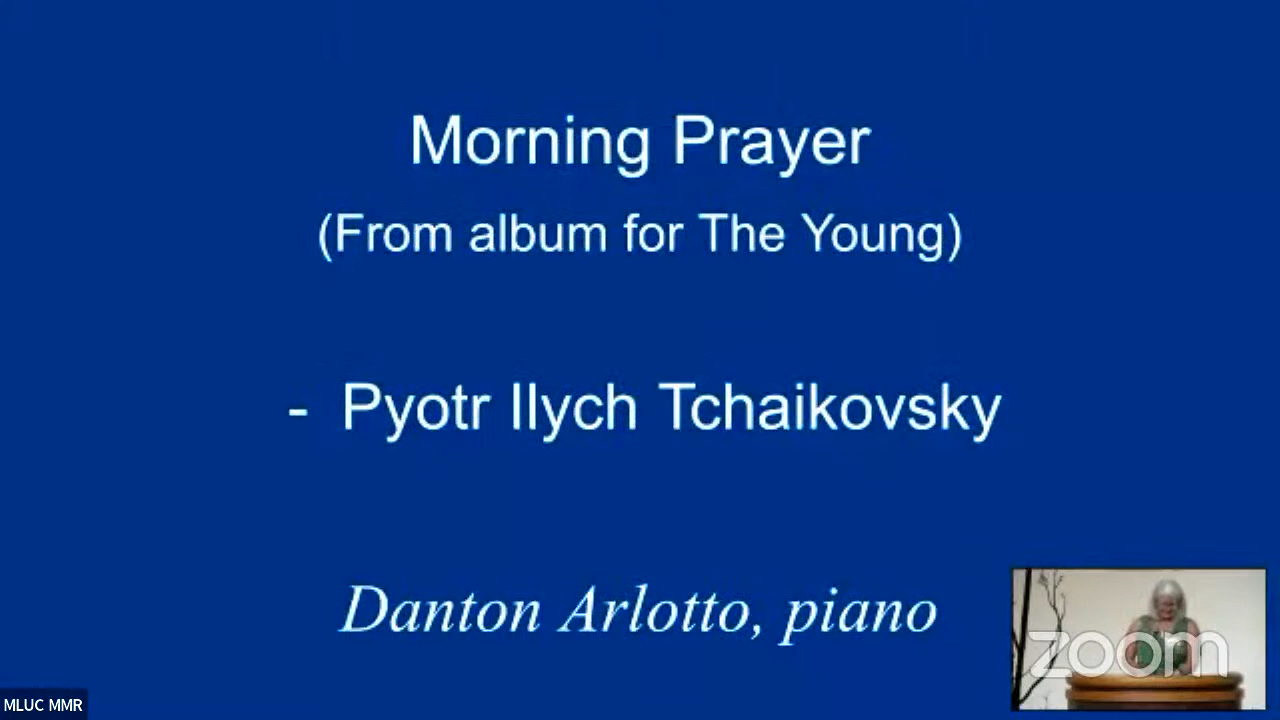 Morning Prayer
(From album for The Young)
- Pyotr Ilych Tchaikovsky
Danton Arlotto, piano
zoom
MLUC MMR